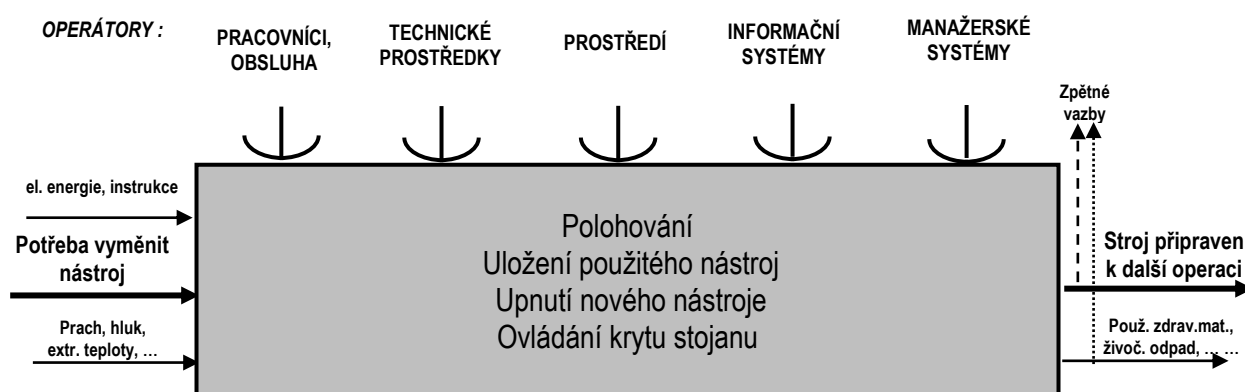 OPERÁTORY :
PRACOVNÍCI,
OBSLUHA
TECHNICKÉ
PROSTŘEDKY
PROSTŘEDÍ
INFORMAČNÍ
SYSTÉMY
MANAŽERSKÉ
SYSTÉMY
Zpětné
vazby
el. energie, instrukce
Potřeba vyměnit
nástroj
Prach, hluk,
extr. teploty, …
Polohování
Uložení použitého nástroj
Upnutí nového nástroje
Ovládání krytu stojanu
Stroj připraven
k další operaci
Použ. zdrav.mat.,
živoč. odpad, … …